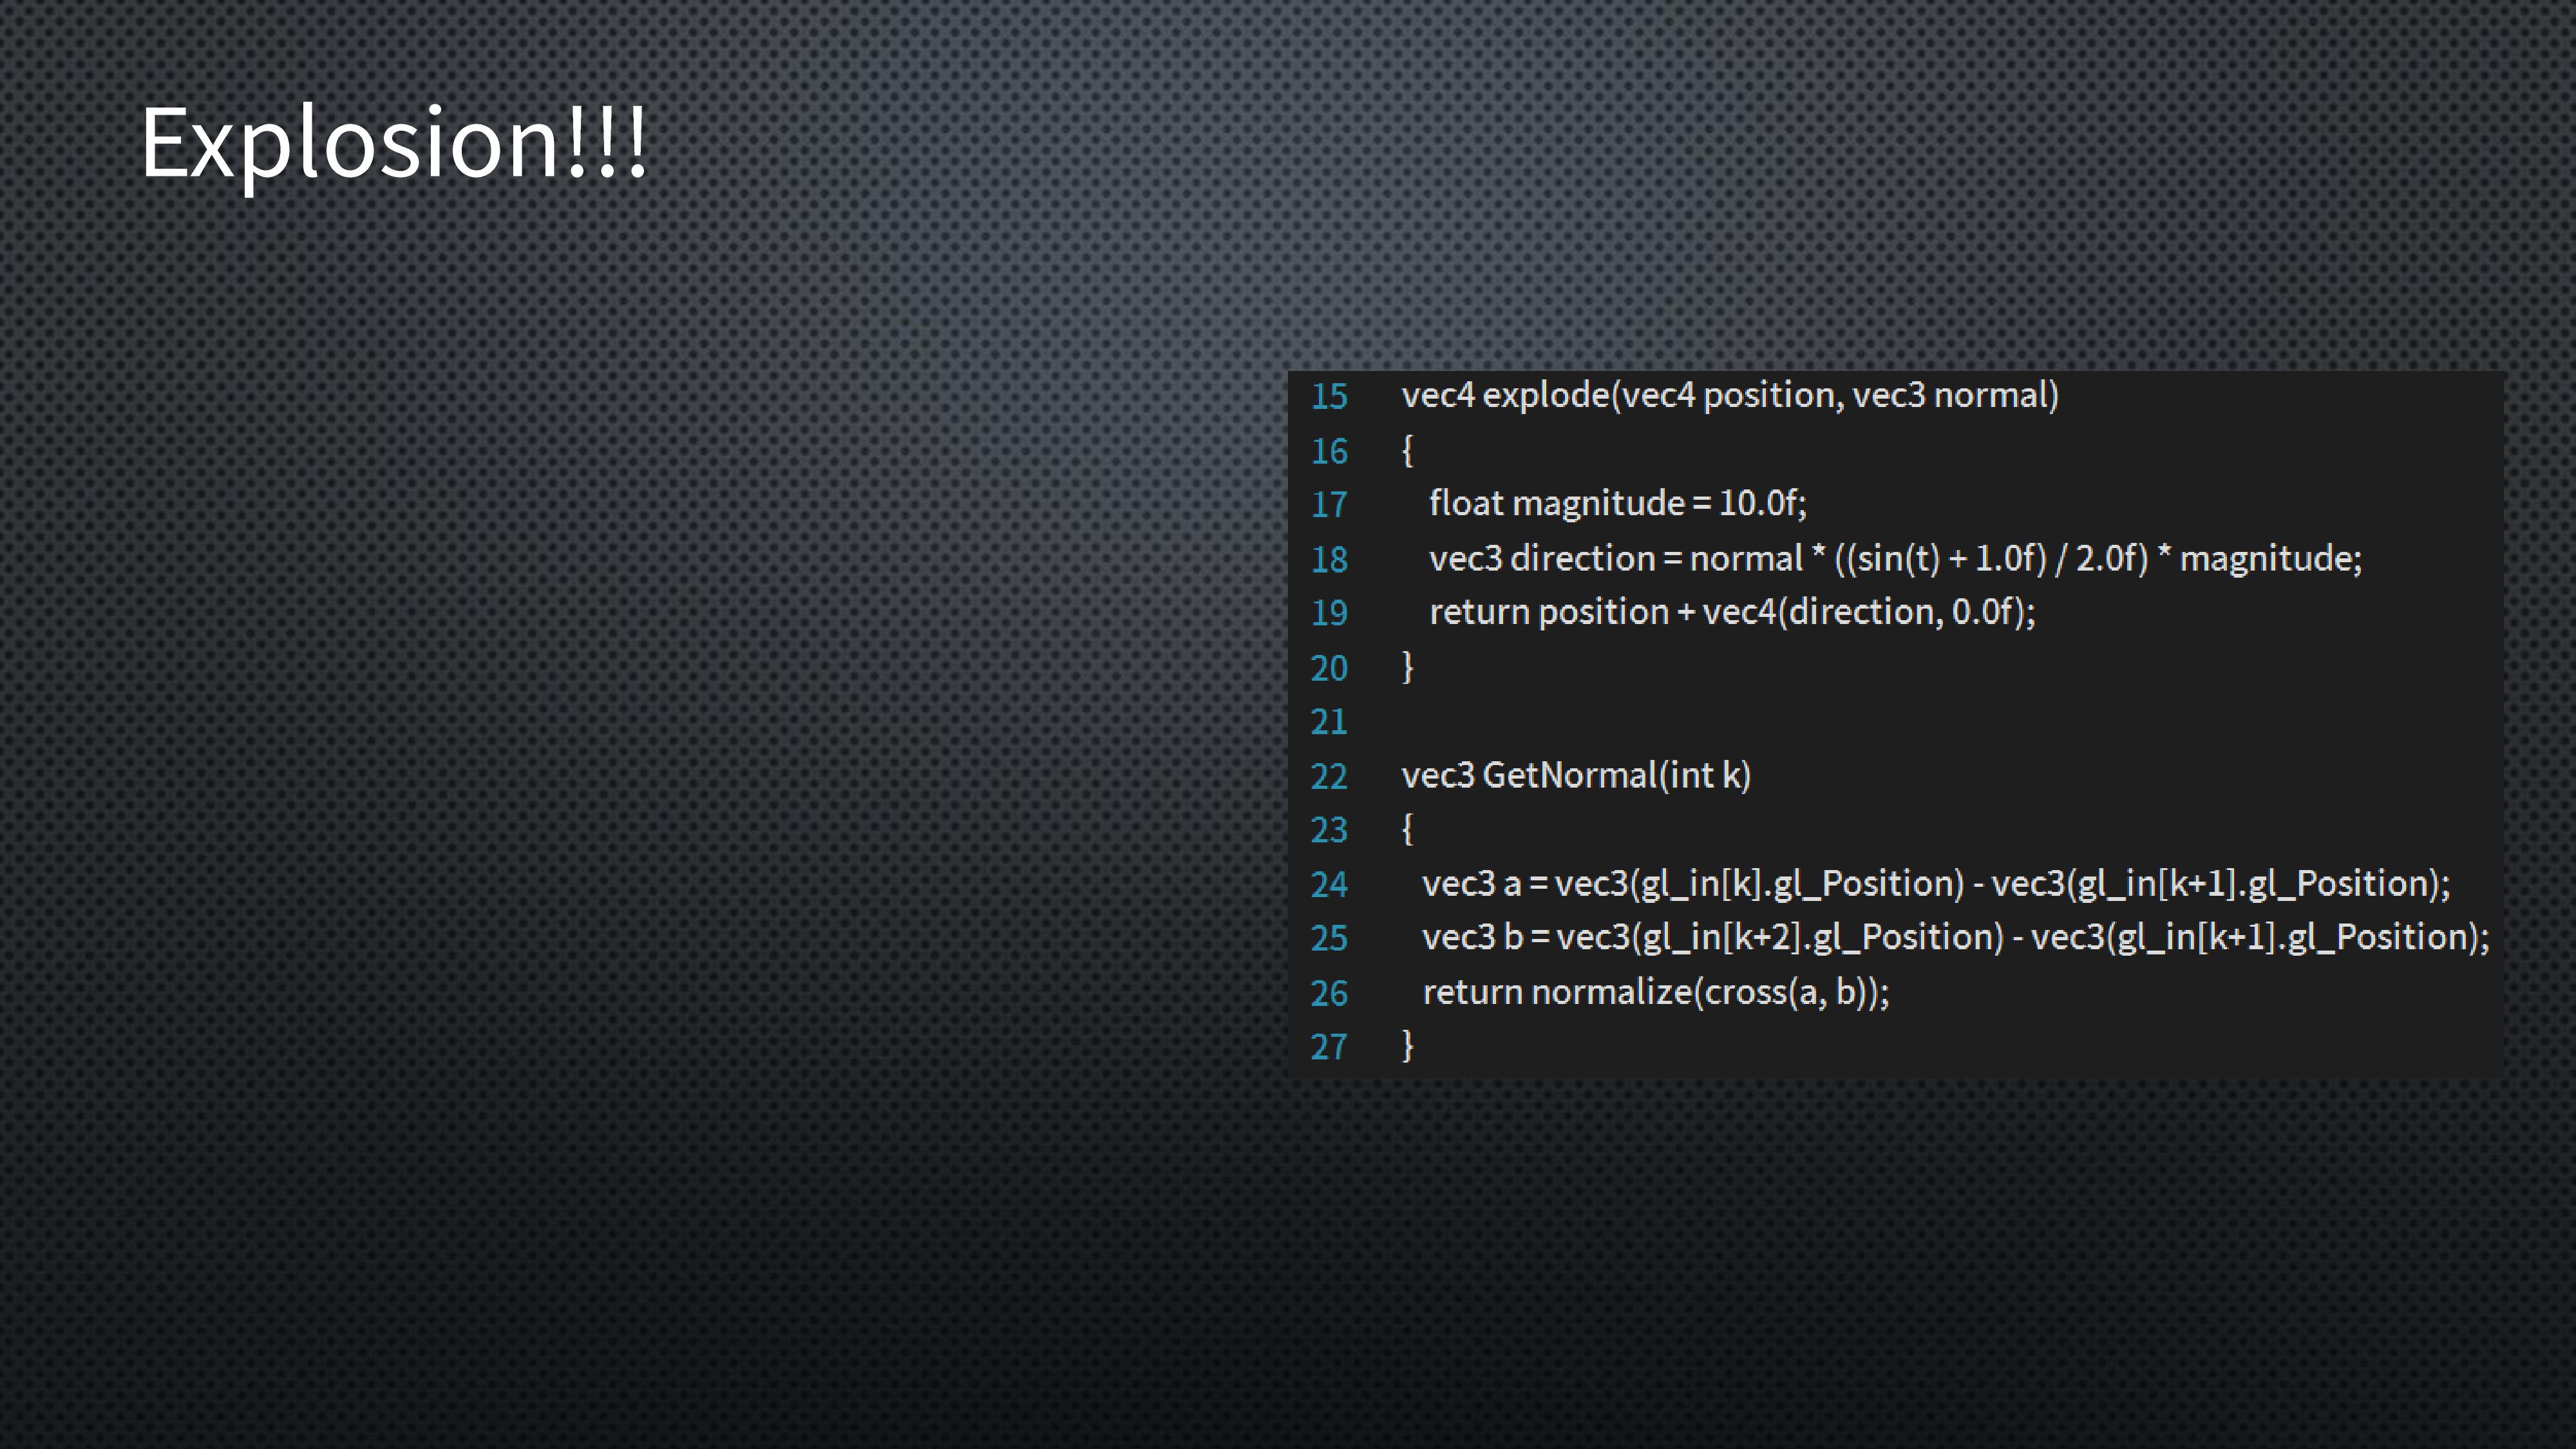 Explosion!!!
15 vec4 explode(vec4 position, vec3 normal)
16 {
17 float magnitude = 10.0f;
18 vec3 direction = normal * ((sin(t) + 1.0f) / 2.0f) * magnitude;
19 return position + vec4(direction, 0.0f);
20 }
21
22 vec3 GetNormal(int k)
23 {
24 vec3 a = vec3(gl_in[k].gl_Position) - vec3(gl_in[k+1].gl_Position);
25 vec3 b = vec3(gl_in[k+2].gl_Position) - vec3(gl_in[k+1].gl_Position);
26 return normalize(cross(a, b));
27 }